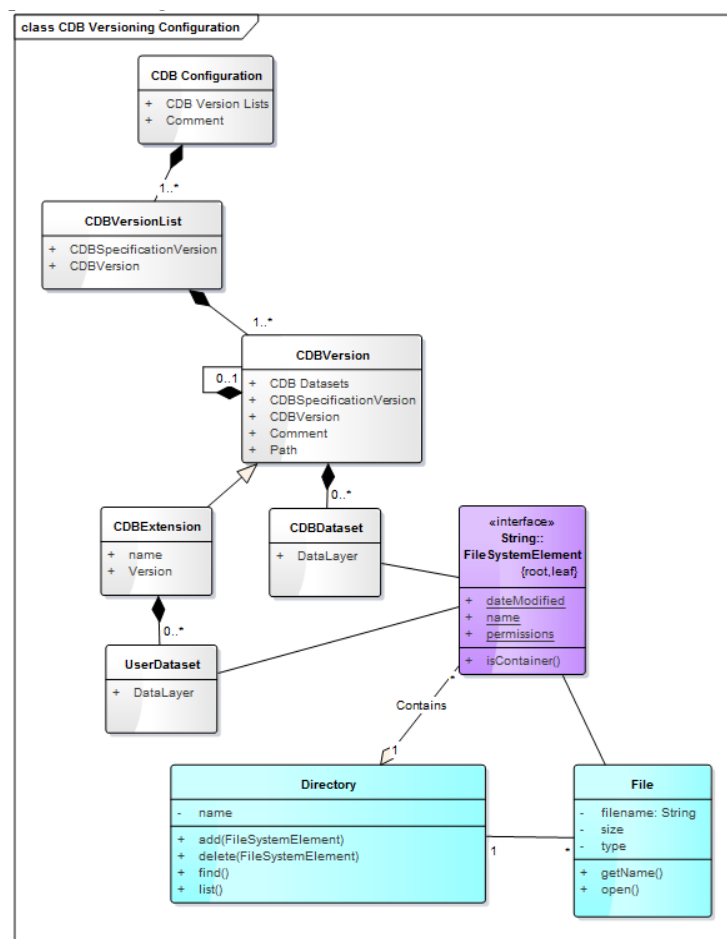 class CDB Versioning Configuration
CDB Configuration
+ CDB Version Lists
+ Comment
1..*
CDBVersionList
+ CDBSpecificationVersion
+ CDBVersion
1..*
CDBVersion
0..1
+ CDB Datasets
+ CDBSpecificationVersion
+ CDBVersion
+ Comment
+ Path
0..*
CDBExtension
+ name
+ Version
CDBDataset
+ DataLayer
«interface»
String::
FileSystemElement
{root,leaf}
+ dateModified
+ name
+ permissions
+ isContainer()
0..*
UserDataset
+ DataLayer
*
Contains
1
Directory
- name
+ add(FileSystemElement)
+ delete(FileSystemElement)
+ find()
+ list()
1
*
File
- filename: String
- size
- type
+ getName()
+ open()